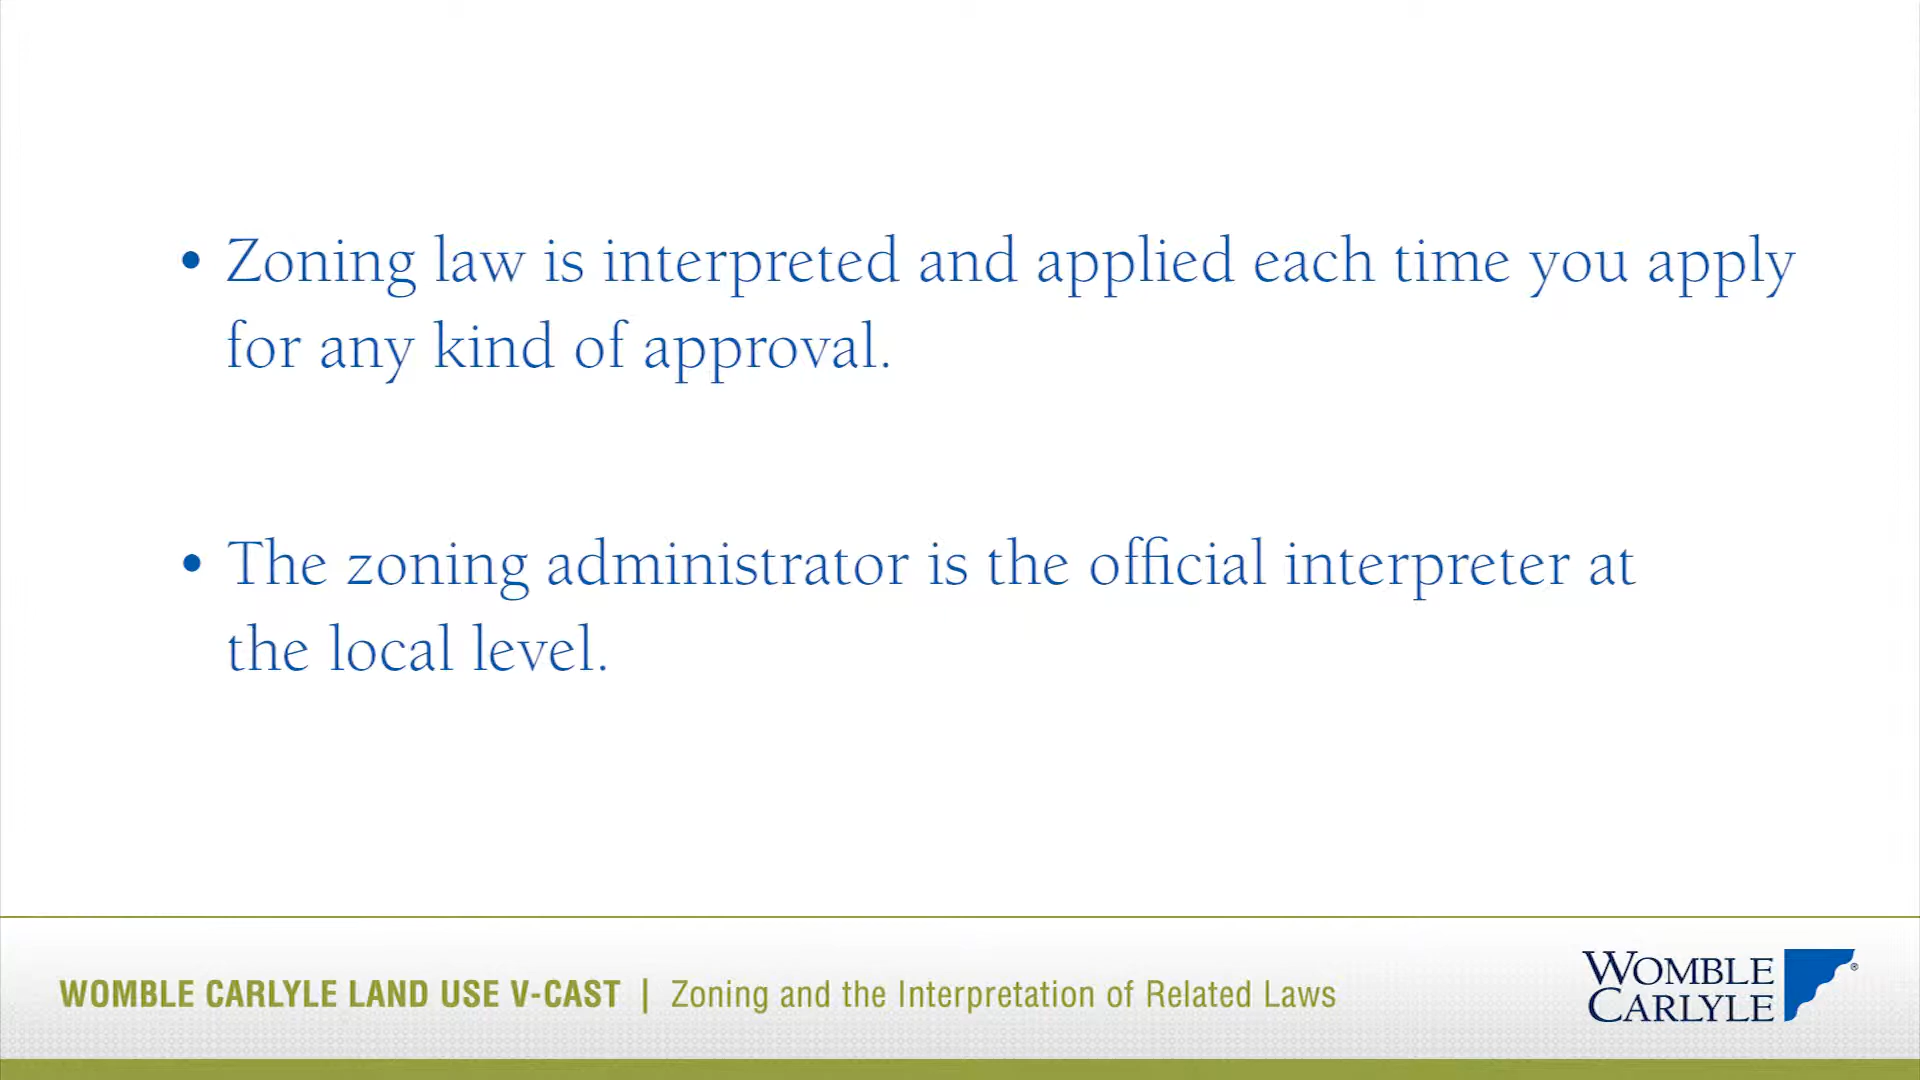 • Zoning law is interpreted and applied each time you apply
for any kind of approval.
• The zoning administrator is the official interpreter at
the local level.
WOMBLE CARLYLE LAND USE V-CAST | Zoning and the Interpretation of Related Laws
WOMBLE
CARLYLE ®